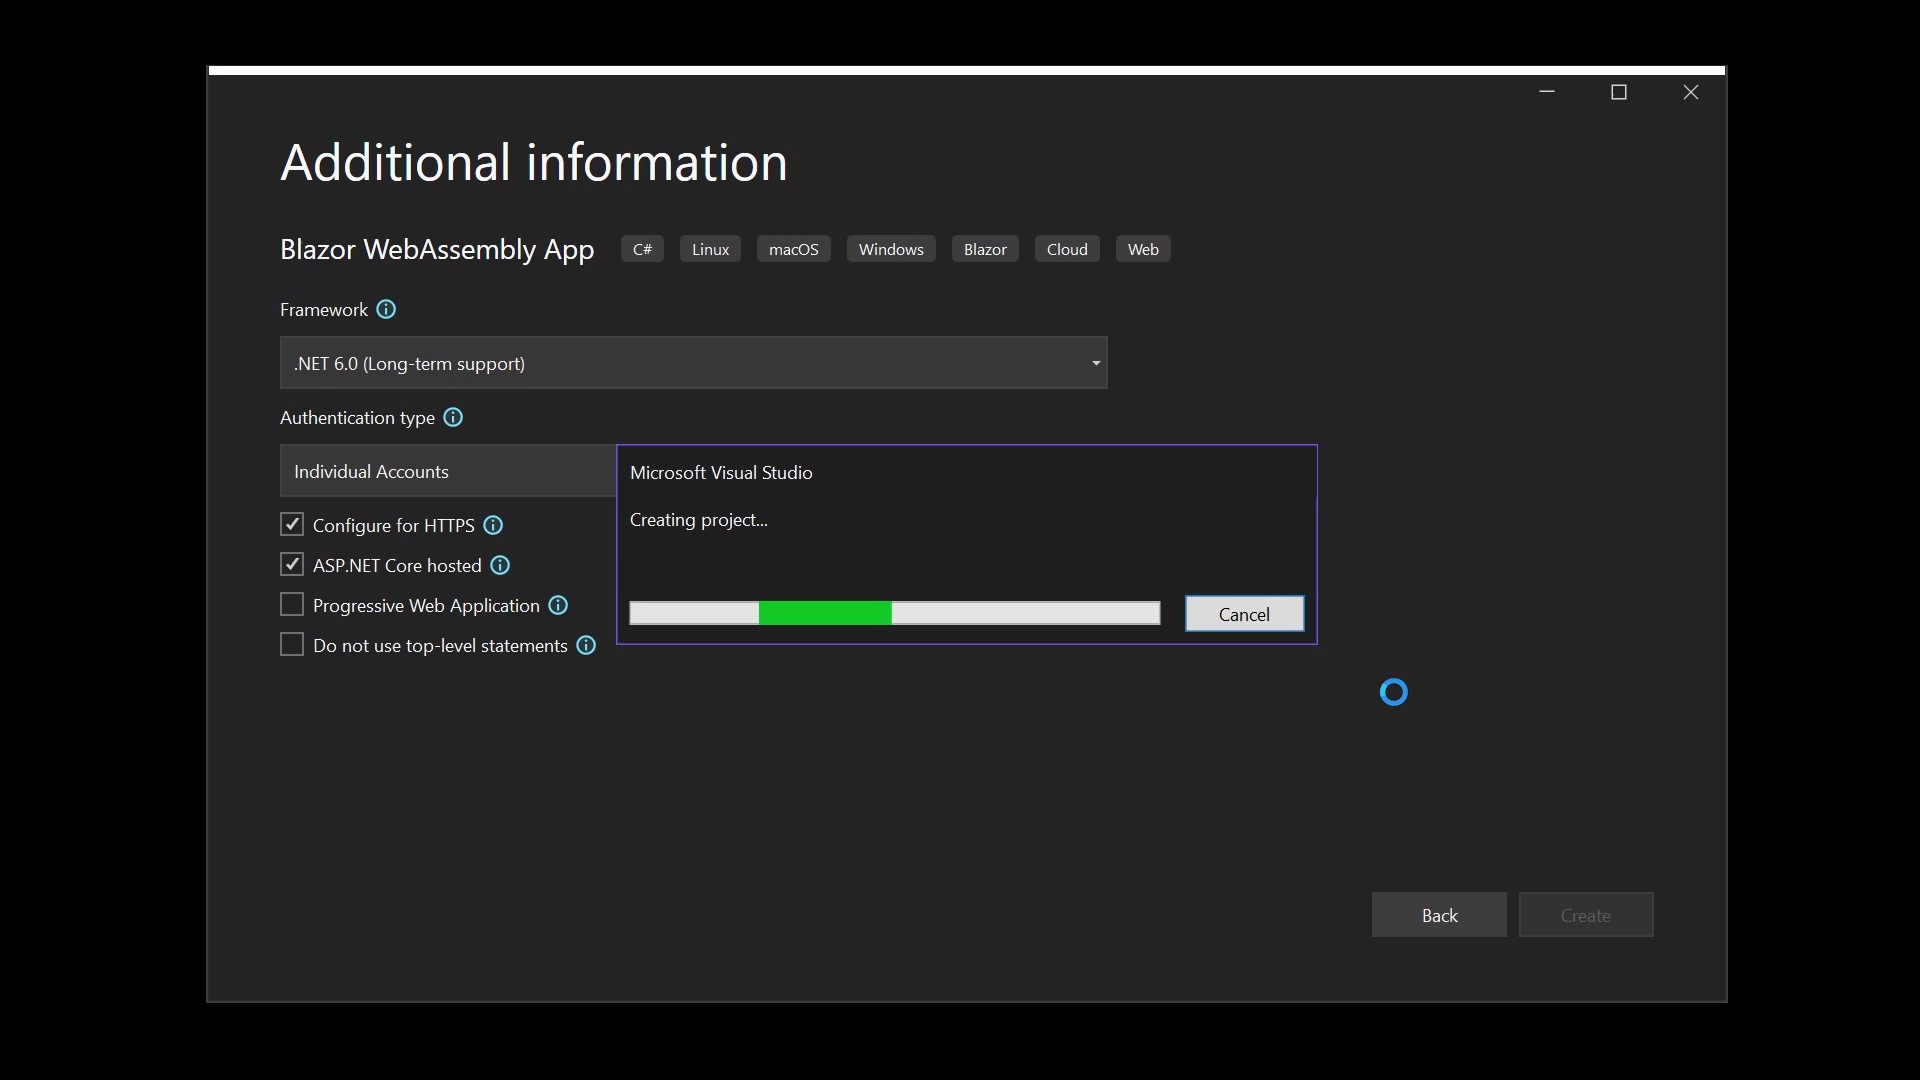 Additional information
Blazor WebAssembly App C# Linux macOS Windows Blazor Cloud Web
Framework
.NET 6.0 (Long-term support)
Authentication type
Individual Accounts
Microsoft Visual Studio
Creating project...
Configure for HTTPS
ASP.NET Core hosted
Progressive Web Application
Do not use top-level statements
Cancel
Back Create